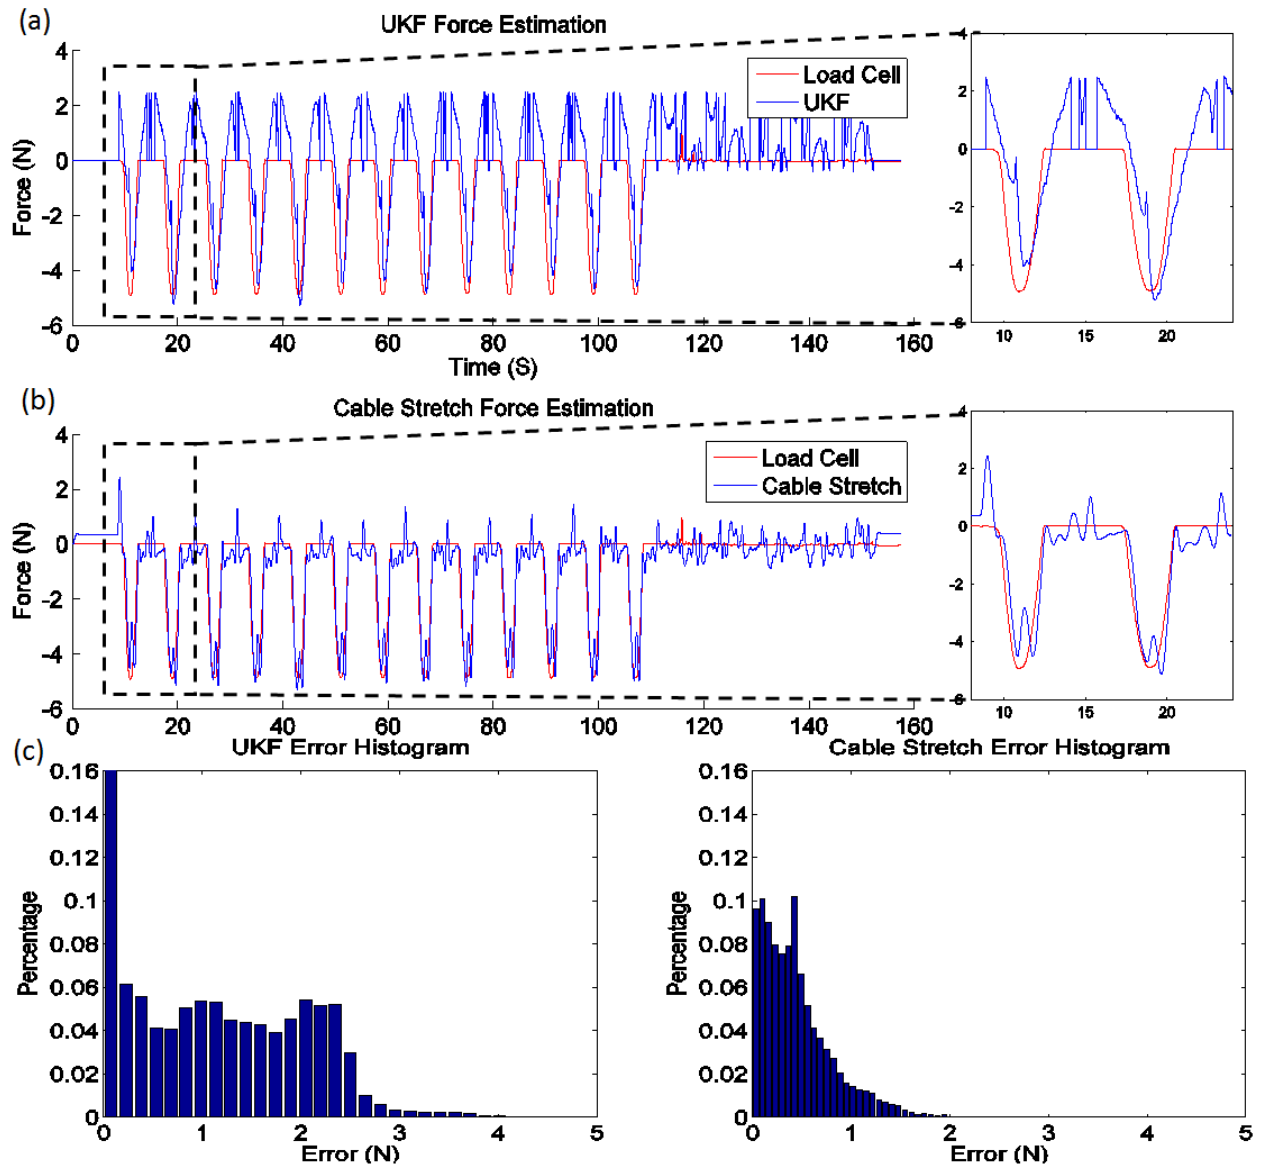 (a)
UKF Force Estimation
4
2
0
-2
-4
-6
Force (N)
Load Cell
UKF
0 20 40 60 80 100 120 140 160
Time (S)
4
2
0
-2
-4
-6
10 15 20
(b)
Cable Stretch Force Estimation
4
2
0
-2
-4
-6
Force (N)
Load Cell
Cable Stretch
0 20 40 60 80 100 120 140 160
4
2
0
-2
-4
-6
10 15 20
(c)
UKF Error Histogram
0.16
0.14
0.12
0.1
0.08
0.06
0.04
0.02
0
Percentage
0 1 2 3 4 5
Error (N)
Cable Stretch Error Histogram
0.16
0.14
0.12
0.1
0.08
0.06
0.04
0.02
0
Percentage
0 1 2 3 4 5
Error (N)